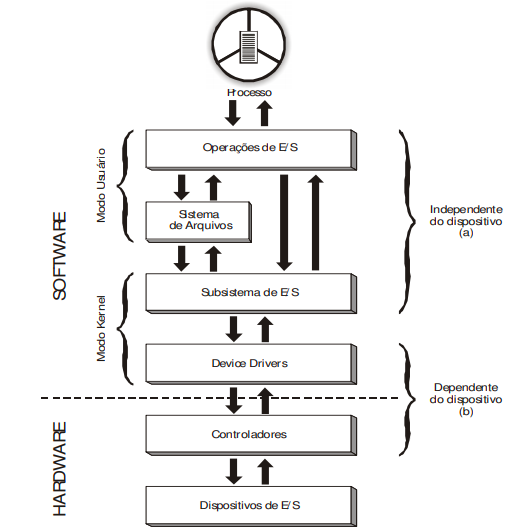 Processo
Operações de E/S
Modo Usuário
Sistema
de Arquivos
Independente
do dispositivo
(a)
SOFTWARE
Subsistema de E/S
Modo Kernel
Device Drivers
Dependente
do dispositivo
(b)
Controladores
HARDWARE
Dispositivos de E/S